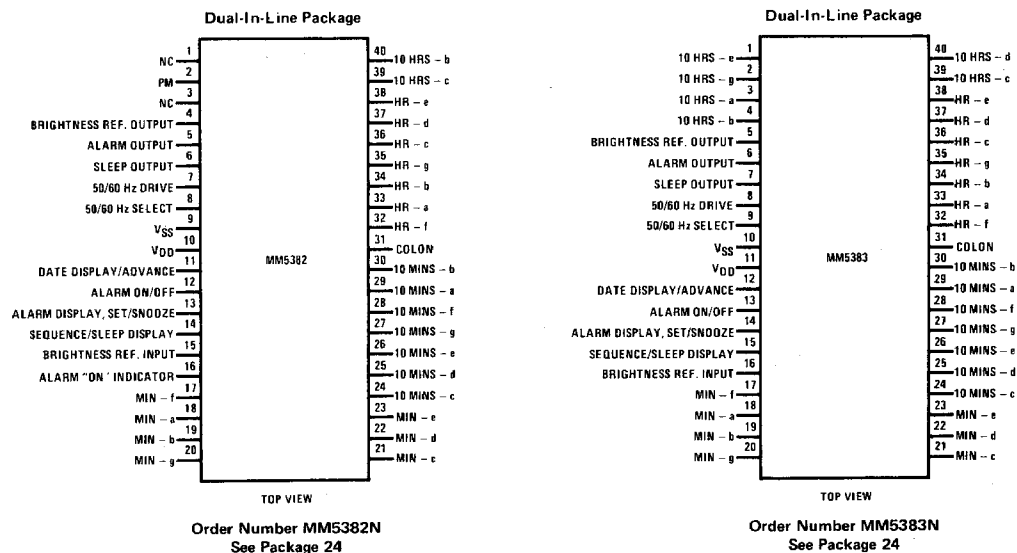 Dual-In-Line Package
1 NC
2 PM
3 NC
4 BRIGHTNESS REF. OUTPUT
5 ALARM OUTPUT
6 SLEEP OUTPUT
7 50/60 Hz DRIVE
8 50/60 Hz SELECT
9 VSS
10 VDD
11 DATE DISPLAY/ADVANCE
12 ALARM ON/OFF
13 ALARM DISPLAY, SET/SNOOZE
14 SEQUENCE/SLEEP DISPLAY
15 BRIGHTNESS REF. INPUT
16 ALARM "ON' INDICATOR
17 MIN – f
18 MIN – a
19 MIN – b
20 MIN – g
MM5382
40 10 HRS – b
39 10 HRS – c
38 HR – e
37 HR – d
36 HR – c
35 HR – g
34 HR – b
33 HR – a
32 HR – f
31 COLON
30 10 MINS – b
29 10 MINS – a
28 10 MINS – f
27 10 MINS – g
26 10 MINS – e
25 10 MINS – d
24 10 MINS – c
23 MIN – e
22 MIN – d
21 MIN – c
TOP VIEW
Order Number MM5382N
See Package 24
Dual-In-Line Package
1 10 HRS – e
2 10 HRS – g
3 10 HRS – a
4 10 HRS – b
5 BRIGHTNESS REF. OUTPUT
6 ALARM OUTPUT
7 SLEEP OUTPUT
8 50/60 Hz DRIVE
9 50/60 Hz SELECT
10 VSS
11 VDD
12 DATE DISPLAY/ADVANCE
13 ALARM ON/OFF
14 ALARM DISPLAY, SET/SNOOZE
15 SEQUENCE/SLEEP DISPLAY
16 BRIGHTNESS REF. INPUT
17 MIN – f
18 MIN – a
19 MIN – b
20 MIN – g
MM5383
40 10 HRS – d
39 10 HRS – c
38 HR – e
37 HR – d
36 HR – c
35 HR – g
34 HR – b
33 HR – a
32 HR – f
31 COLON
30 10 MINS – b
29 10 MINS – a
28 10 MINS – f
27 10 MINS – g
26 10 MINS – e
25 10 MINS – d
24 10 MINS – c
23 MIN – e
22 MIN – d
21 MIN – c
TOP VIEW
Order Number MM5383N
See Package 24